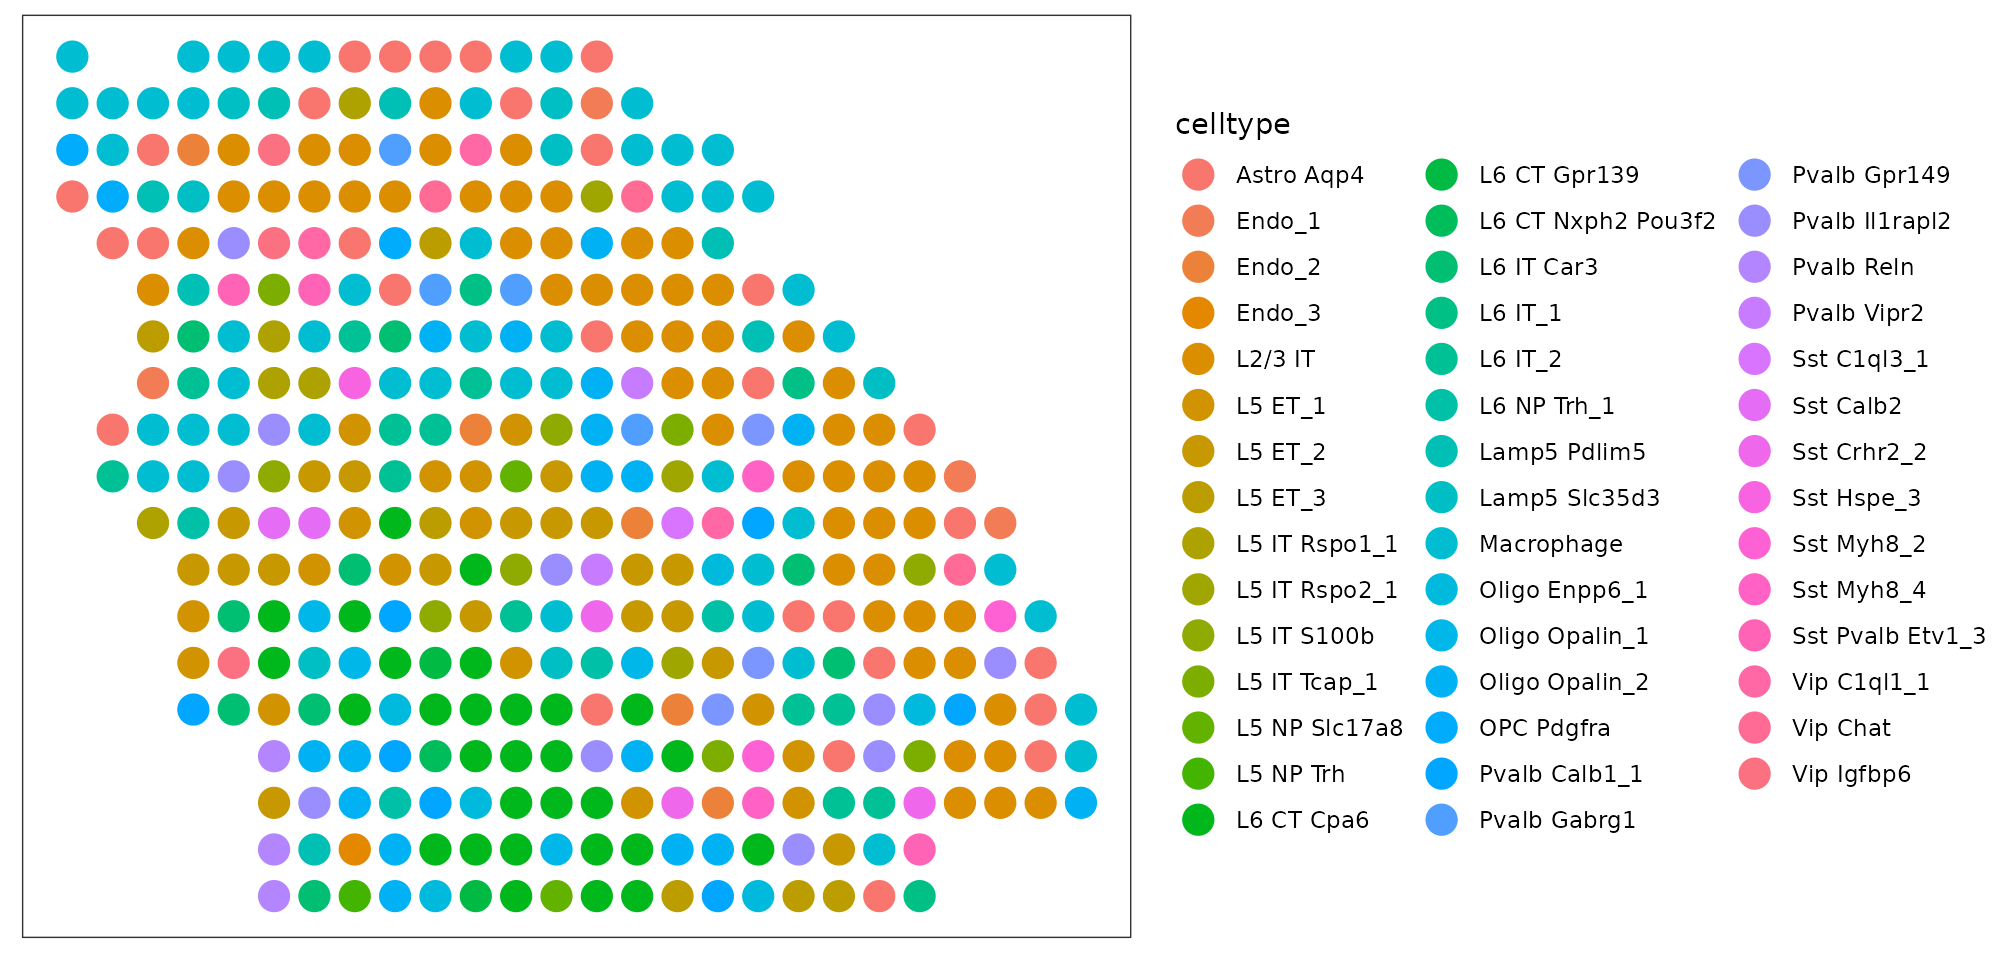 celltype
Astro Aqp4
Endo_1
Endo_2
Endo_3
L2/3 IT
L5 ET_1
L5 ET_2
L5 ET_3
L5 IT Rspo1_1
L5 IT Rspo2_1
L5 IT S100b
L5 IT Tcap_1
L5 NP Slc17a8
L5 NP Trh
L6 CT Cpa6
L6 CT Gpr139
L6 CT Nxph2 Pou3f2
L6 IT Car3
L6 IT_1
L6 IT_2
L6 NP Trh_1
Lamp5 Pdlim5
Lamp5 Slc35d3
Macrophage
Oligo Enpp6_1
Oligo Opalin_1
Oligo Opalin_2
OPC Pdgfra
Pvalb Calb1_1
Pvalb Gabrg1
Pvalb Gpr149
Pvalb Il1rapl2
Pvalb Reln
Pvalb Vipr2
Sst C1ql3_1
Sst Calb2
Sst Crhr2_2
Sst Hspe_3
Sst Myh8_2
Sst Myh8_4
Sst Pvalb Etv1_3
Vip C1ql1_1
Vip Chat
Vip Igfbp6